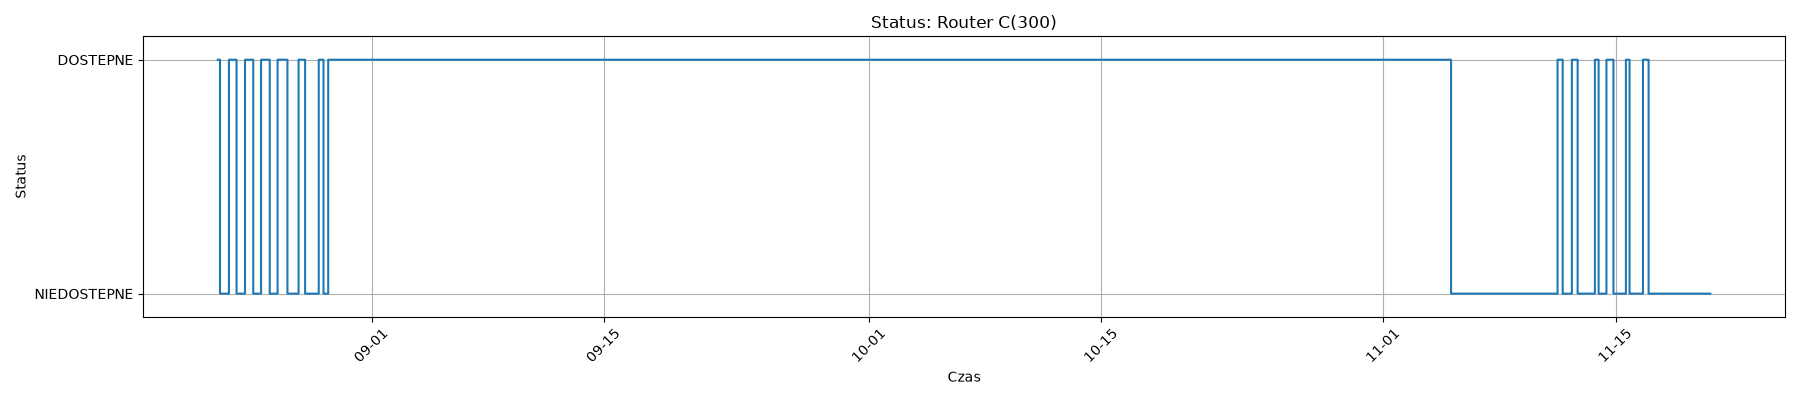 Status: Router C(300)
DOSTEPNE
Status
NIEDOSTEPNE
09-01
09-15
10-01
10-15
11-01
11-15
Czas